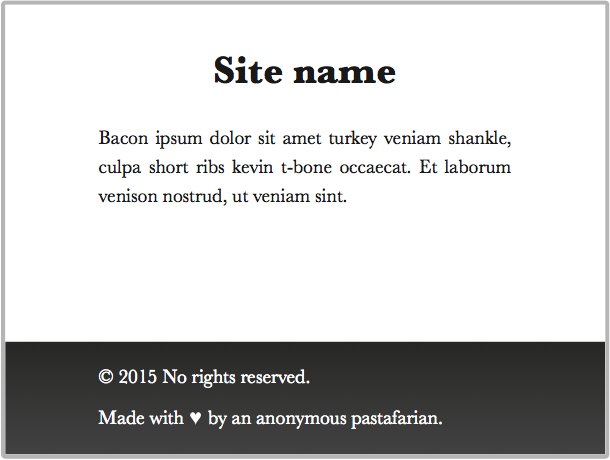 Site name
Bacon ipsum dolor sit amet turkey veniam shankle,
culpa short ribs kevin t-bone occaecat. Et laborum
venison nostrud, ut veniam sint.
© 2015 No rights reserved.
Made with ♥ by an anonymous pastafarian.